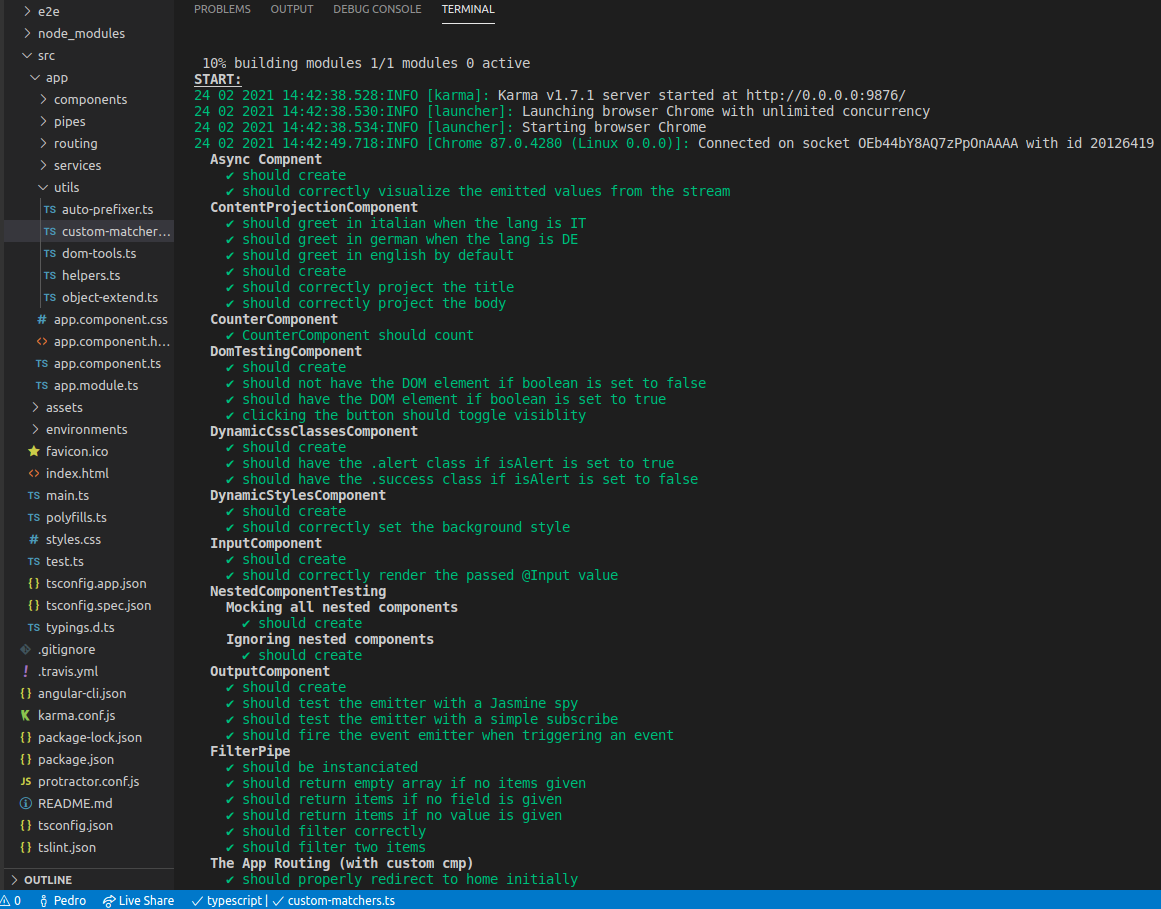 e2e
node_modules
src
app
components
pipes
routing
services
utils
TS auto-prefixer.ts
TS custom-matcher...
TS dom-tools.ts
TS helpers.ts
TS object-extend.ts
# app.component.css
<> app.component.h...
TS app.component.ts
TS app.module.ts
assets
environments
favicon.ico
<> index.html
TS main.ts
TS polyfills.ts
# styles.css
TS test.ts
{} tsconfig.app.json
{} tsconfig.spec.json
TS typings.d.ts
.gitignore
! .travis.yml
{} angular-cli.json
K karma.conf.js
{} package-lock.json
{} package.json
JS protractor.conf.js
README.md
{} tsconfig.json
{} tslint.json
OUTLINE
PROBLEMS OUTPUT DEBUG CONSOLE TERMINAL
10% building modules 1/1 modules 0 active
START:
24 02 2021 14:42:38.528:INFO [karma]: Karma v1.7.1 server started at http://0.0.0.0:9876/
24 02 2021 14:42:38.530:INFO [launcher]: Launching browser Chrome with unlimited concurrency
24 02 2021 14:42:38.534:INFO [launcher]: Starting browser Chrome
24 02 2021 14:42:49.718:INFO [Chrome 87.0.4280 (Linux 0.0.0)]: Connected on socket OEb44bY8AQ7zPpOnAAAA with id 20126419
Async Compnent
✔ should create
✔ should correctly visualize the emitted values from the stream
ContentProjectionComponent
✔ should greet in italian when the lang is IT
✔ should greet in german when the lang is DE
✔ should greet in english by default
✔ should create
✔ should correctly project the title
✔ should correctly project the body
CounterComponent
✔ CounterComponent should count
DomTestingComponent
✔ should create
✔ should not have the DOM element if boolean is set to false
✔ should have the DOM element if boolean is set to true
✔ clicking the button should toggle visiblity
DynamicCssClassesComponent
✔ should create
✔ should have the .alert class if isAlert is set to true
✔ should have the .success class if isAlert is set to false
DynamicStylesComponent
✔ should create
✔ should correctly set the background style
InputComponent
✔ should create
✔ should correctly render the passed @Input value
NestedComponentTesting
Mocking all nested components
✔ should create
Ignoring nested components
✔ should create
OutputComponent
✔ should create
✔ should test the emitter with a Jasmine spy
✔ should test the emitter with a simple subscribe
✔ should fire the event emitter when triggering an event
FilterPipe
✔ should be instanciated
✔ should return empty array if no items given
✔ should return items if no field is given
✔ should return items if no value is given
✔ should filter correctly
✔ should filter two items
The App Routing (with custom cmp)
✔ should properly redirect to home initially
0 Pedro Live Share ✓ typescript | ✓ custom-matchers.ts